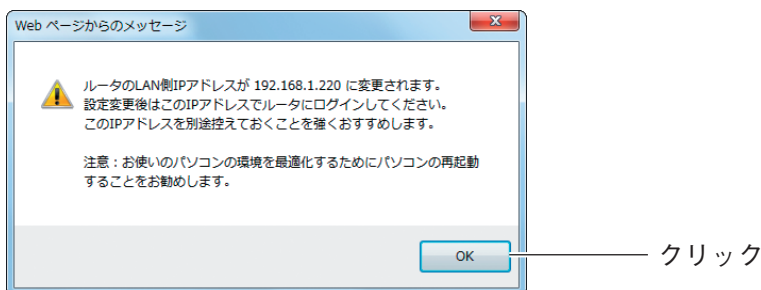 Web ページからのメッセージ
x
ルータのLAN側IPアドレスが 192.168.1.220 に変更されます。
設定変更後はこのIPアドレスでルータにログインしてください。
このIPアドレスを別途控えておくことを強くおすすめします。
注意：お使いのパソコンの環境を最適化するためにパソコンの再起動
することをお勧めします。
OK
クリック